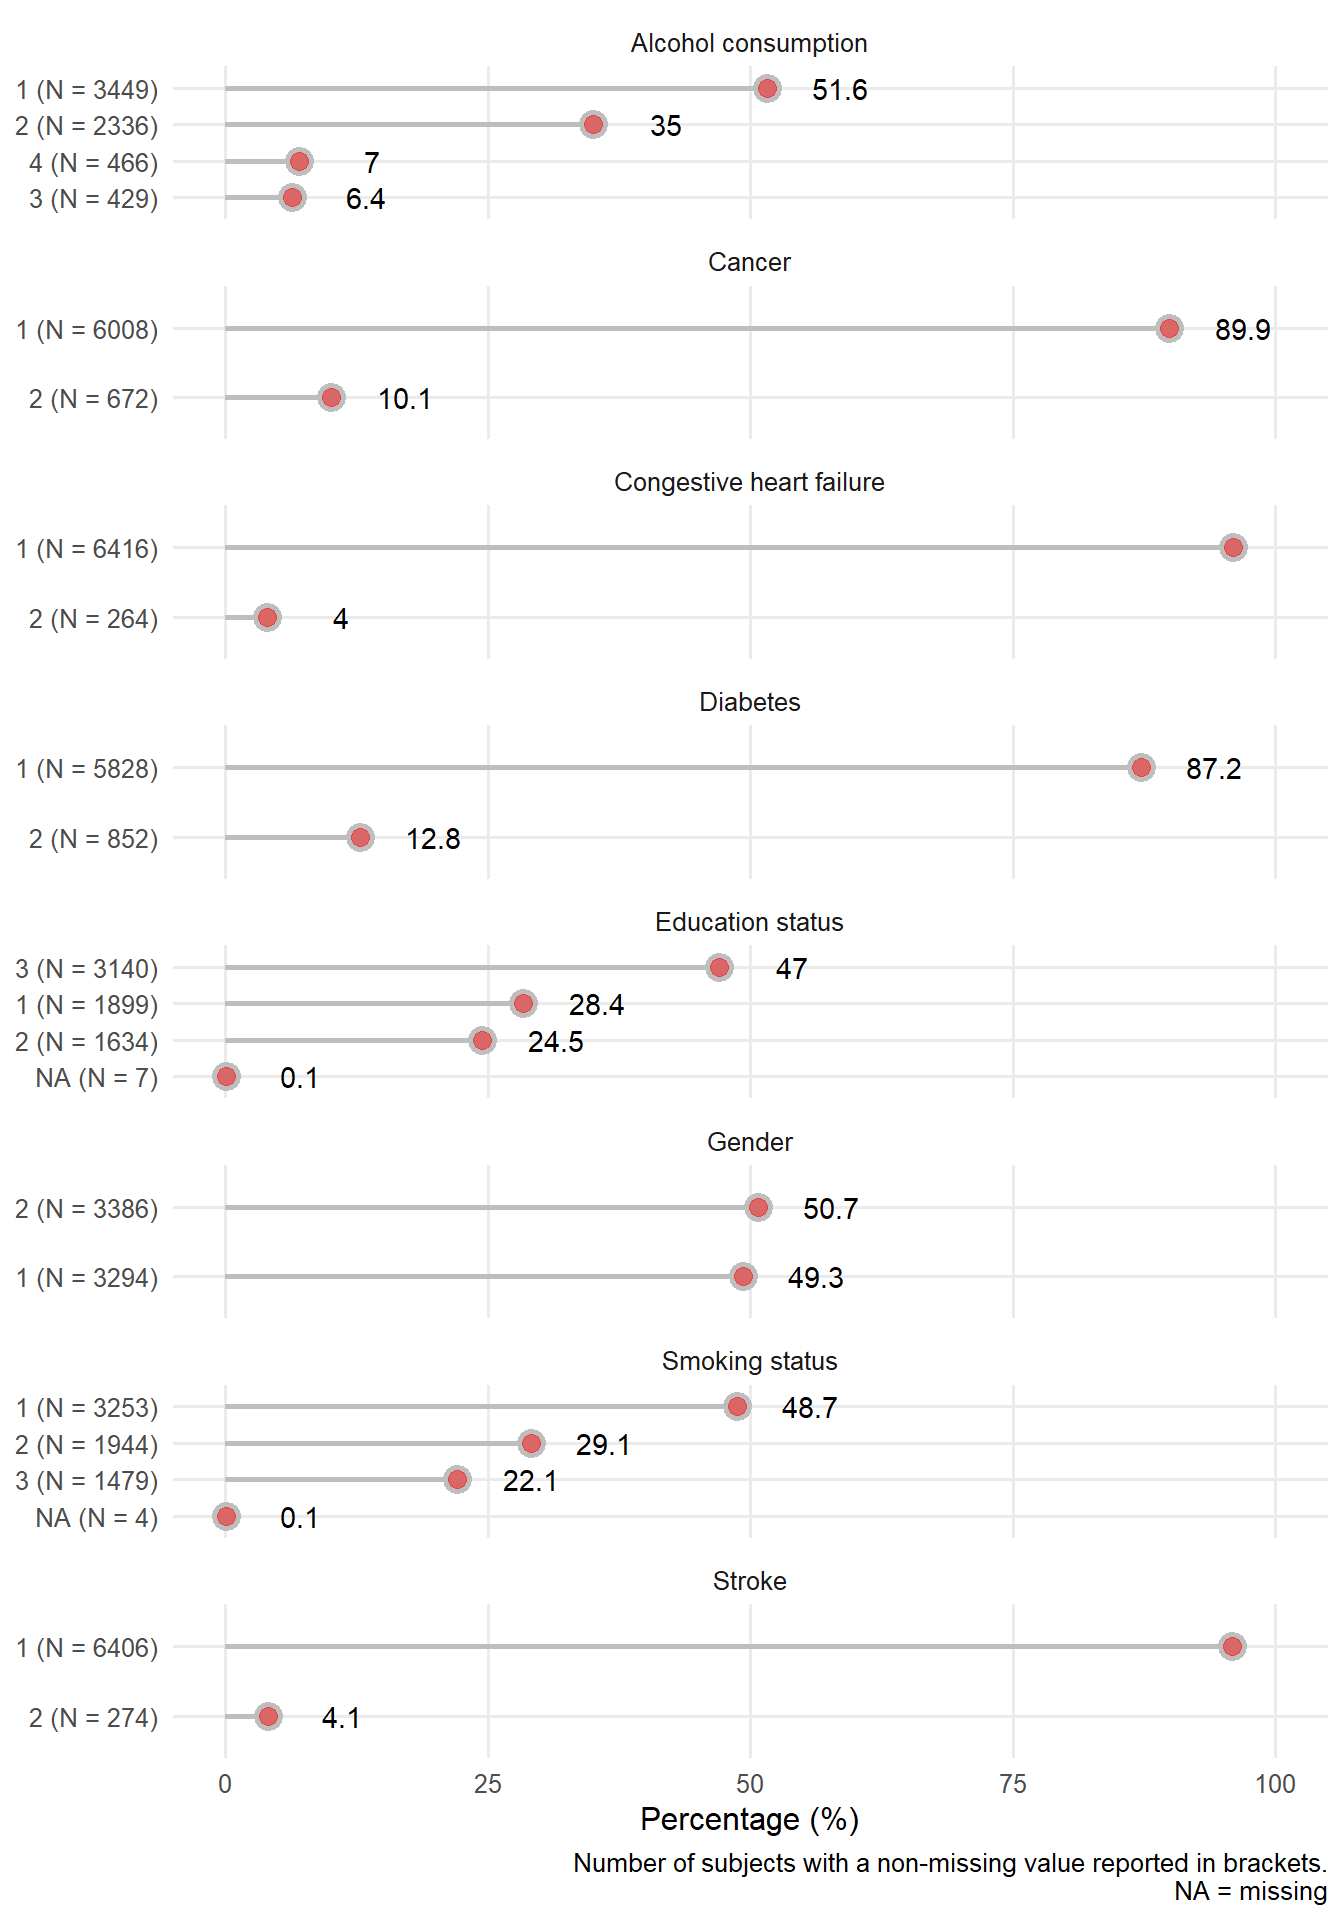 Alcohol consumption
1 (N = 3449) 51.6
2 (N = 2336) 35
4 (N = 466) 7
3 (N = 429) 6.4
Cancer
1 (N = 6008) 89.9
2 (N = 672) 10.1
Congestive heart failure
1 (N = 6416)
2 (N = 264) 4
Diabetes
1 (N = 5828) 87.2
2 (N = 852) 12.8
Education status
3 (N = 3140) 47
1 (N = 1899) 28.4
2 (N = 1634) 24.5
NA (N = 7) 0.1
Gender
2 (N = 3386) 50.7
1 (N = 3294) 49.3
Smoking status
1 (N = 3253) 48.7
2 (N = 1944) 29.1
3 (N = 1479) 22.1
NA (N = 4) 0.1
Stroke
1 (N = 6406)
2 (N = 274) 4.1
0 25 50 75 100
Percentage (%)
Number of subjects with a non-missing value reported in brackets.
NA = missing